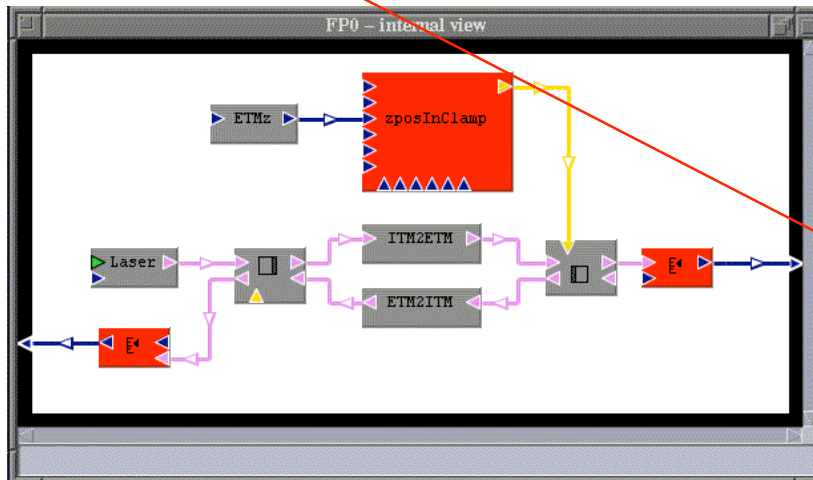 FP0 – internal view
ETMz
zposInClamp
Laser
ITM2ETM
ETM2ITM
E
E